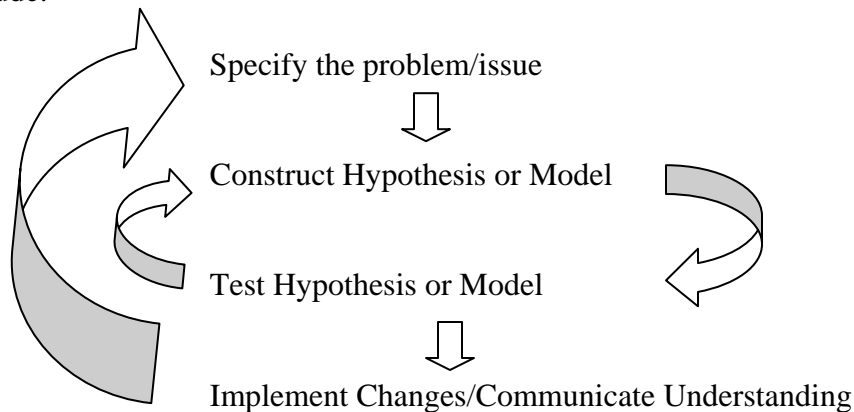 Specify the problem/issue
Construct Hypothesis or Model
Test Hypothesis or Model
Implement Changes/Communicate Understanding